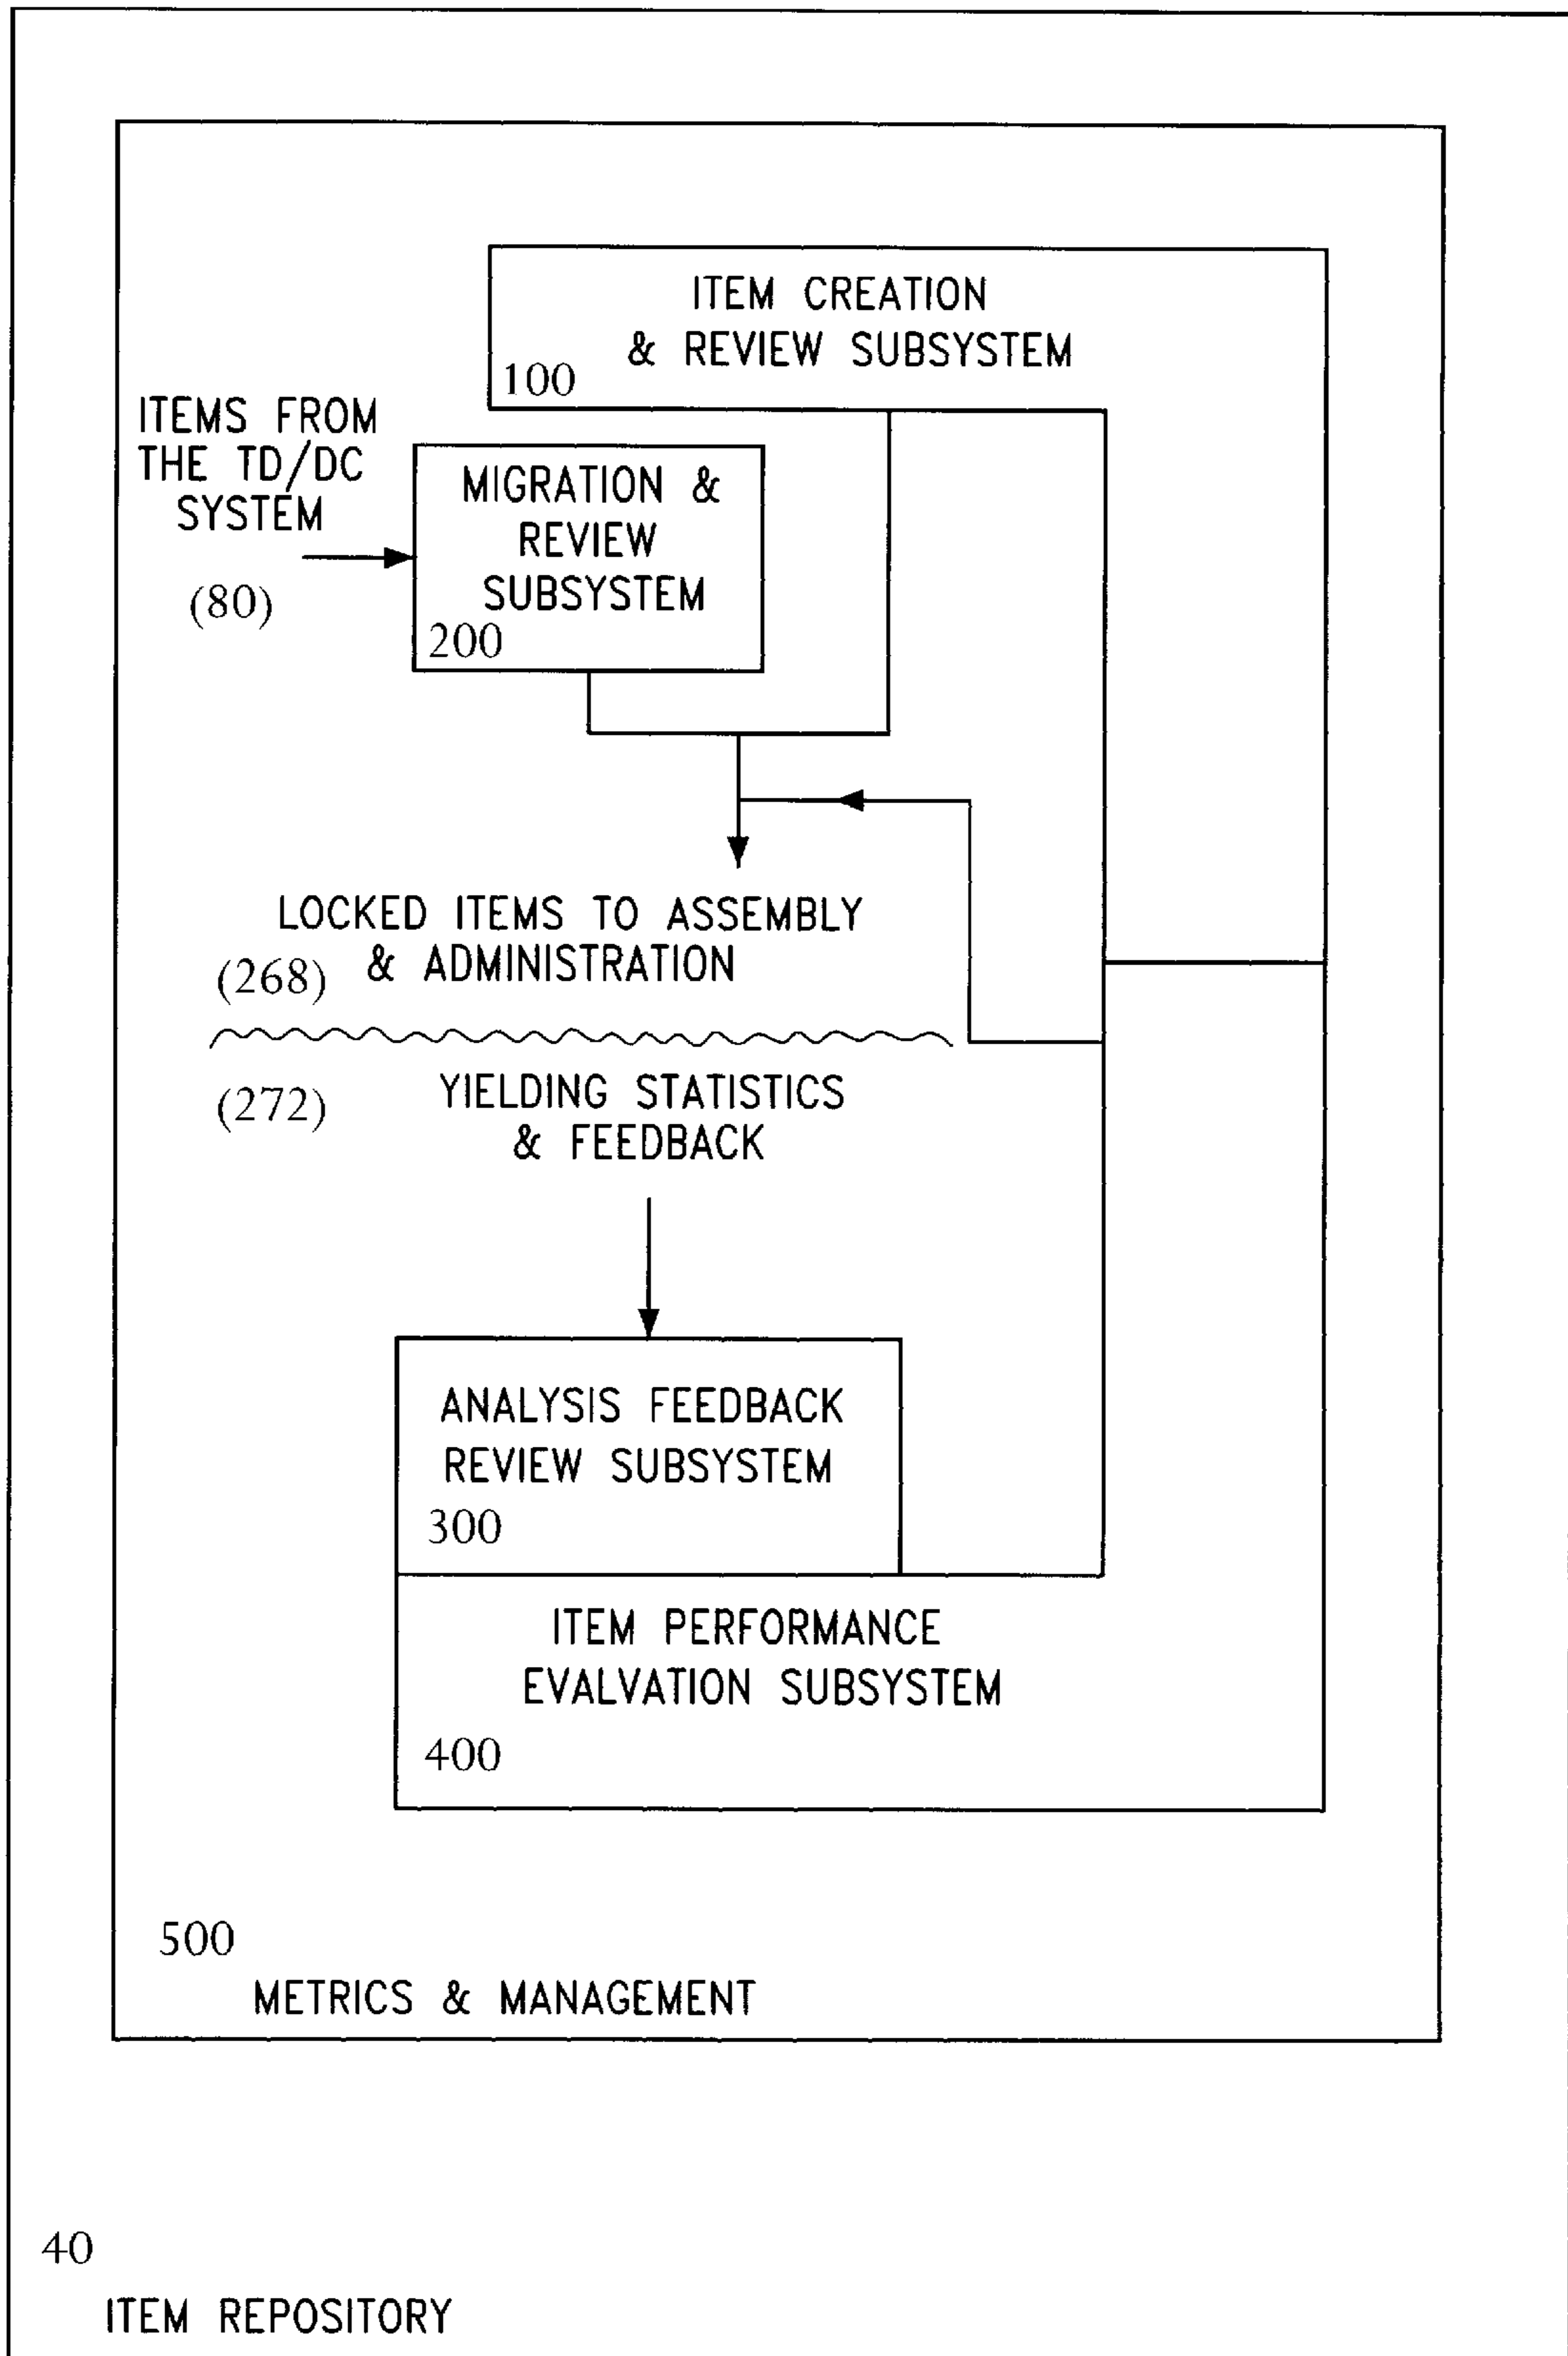 ITEM CREATION
& REVIEW SUBSYSTEM
100
ITEMS FROM
THE TD/DC
SYSTEM
(80)
MIGRATION &
REVIEW
SUBSYSTEM
200
LOCKED ITEMS TO ASSEMBLY
(268) & ADMINISTRATION
(272) YIELDING STATISTICS
& FEEDBACK
ANALYSIS FEEDBACK
REVIEW SUBSYSTEM
300
ITEM PERFORMANCE
EVALVATION SUBSYSTEM
400
500
METRICS & MANAGEMENT
40
ITEM REPOSITORY